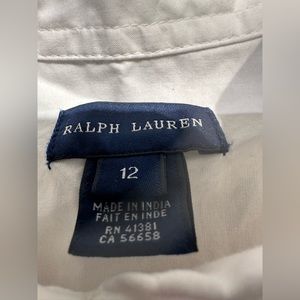 RALPH LAUREN
12
MADE IN INDIA
FAIT EN INDE
RN 41381
CA 56658